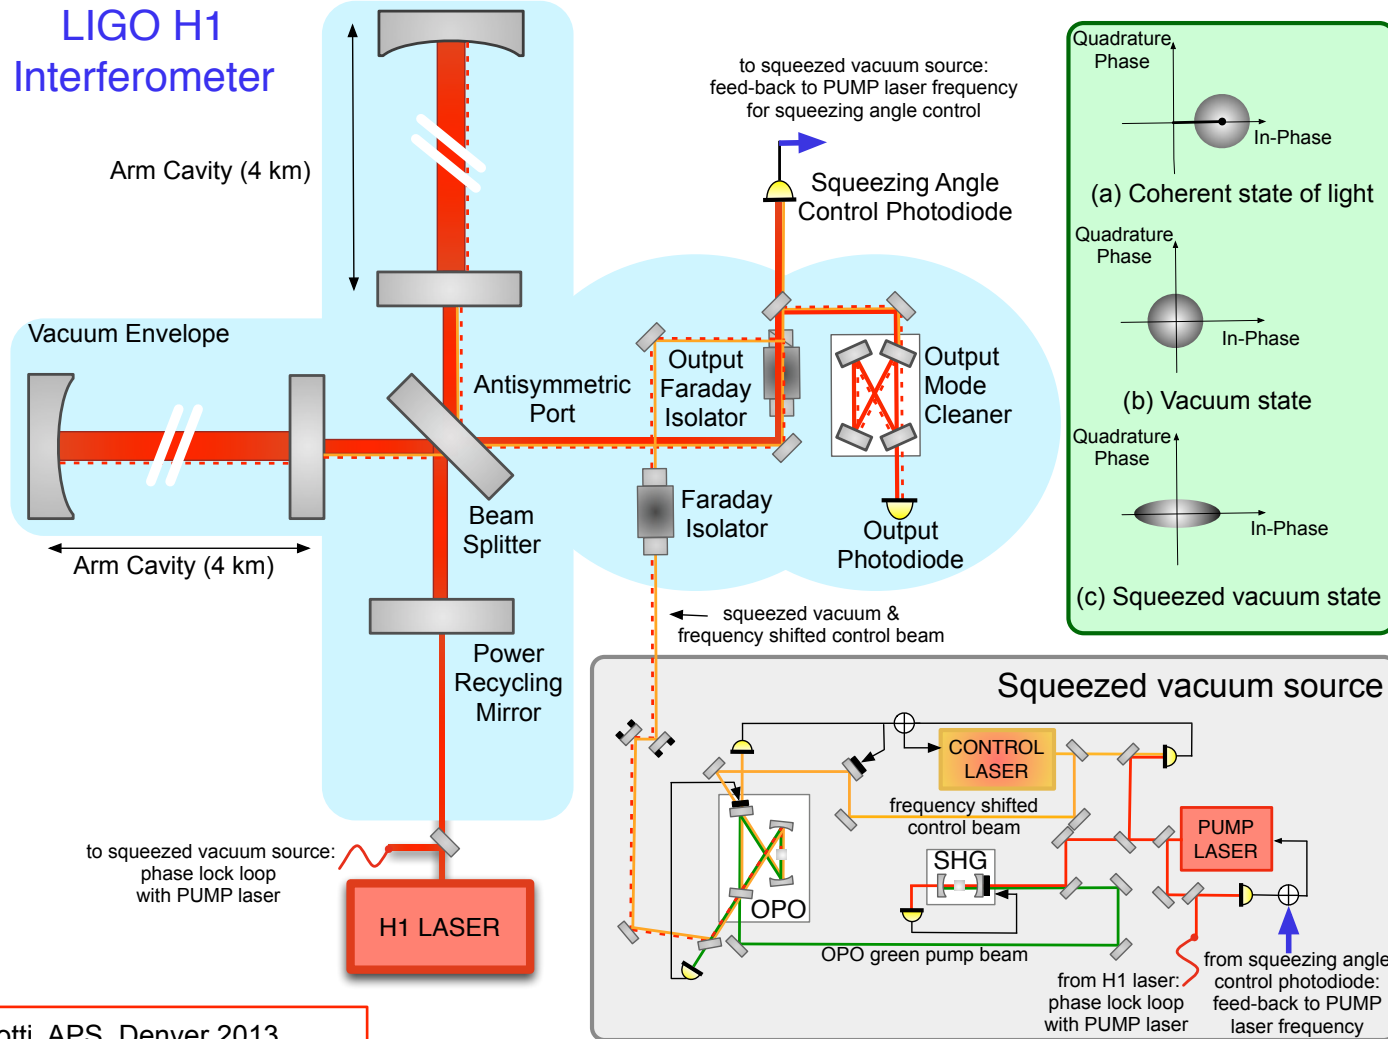 LIGO H1
Interferometer
Arm Cavity (4 km)
Vacuum Envelope
Arm Cavity (4 km)
Antisymmetric
Port
Beam
Splitter
Power
Recycling
Mirror
to squeezed vacuum source:
phase lock loop
with PUMP laser
H1 LASER
to squeezed vacuum source:
feed-back to PUMP laser frequency
for squeezing angle control
Squeezing Angle
Control Photodiode
Output
Faraday
Isolator
Output
Mode
Cleaner
Faraday
Isolator
Output
Photodiode
squeezed vacuum &
frequency shifted control beam
Quadrature
Phase
In-Phase
(a) Coherent state of light
Quadrature
Phase
In-Phase
(b) Vacuum state
Quadrature
Phase
In-Phase
(c) Squeezed vacuum state
Squeezed vacuum source
CONTROL
LASER
frequency shifted
control beam
PUMP
LASER
SHG
OPO
OPO green pump beam
from H1 laser:
phase lock loop
with PUMP laser
from squeezing angle
control photodiode:
feed-back to PUMP
laser frequency
otti, APS, Denver 2013